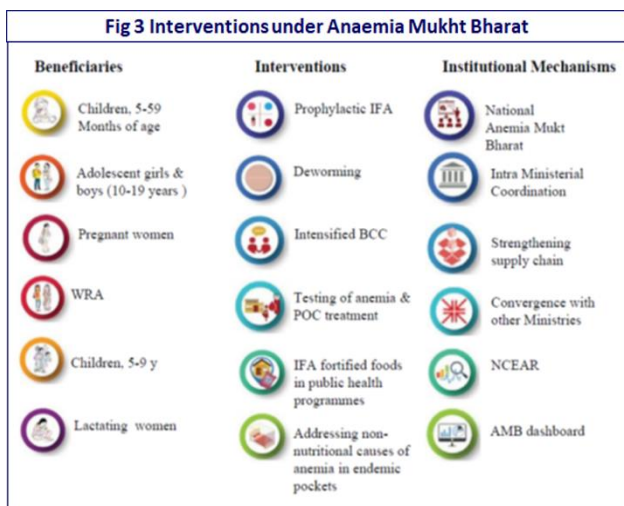 Fig 3 Interventions under Anaemia Mukht Bharat
Beneficiaries
Children, 5-59
Months of age
Adolescent girls &
boys (10-19 years )
Pregnant women
WRA
Children, 5-9 y
Lactating women
Interventions
Prophylactic IFA
Deworming
Intensified BCC
Testing of anemia &
POC treatment
IFA fortified foods
in public health
programmes
Addressing non-
nutritional causes of
anemia in endemic
pockets
Institutional Mechanisms
National
Anemia Mukt
Bharat
Intra Ministerial
Coordination
Strengthening
supply chain
Convergence with
other Ministries
NCEAR
AMB dashboard